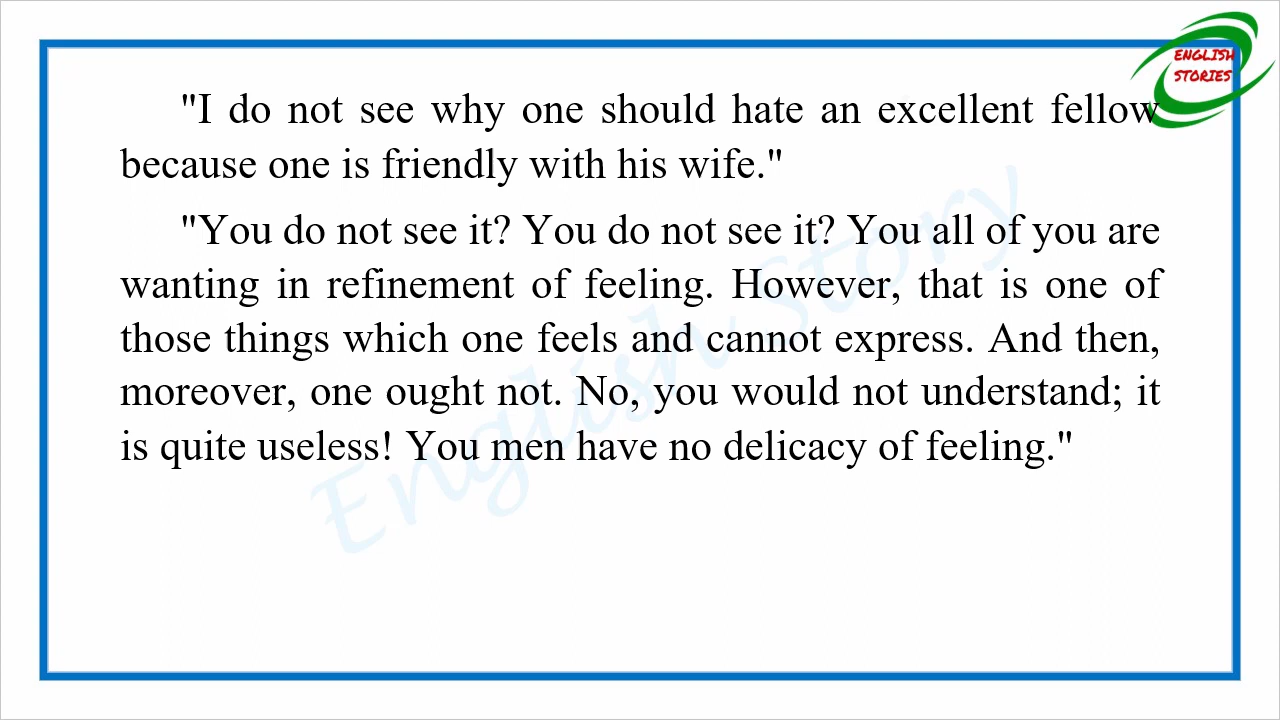 ENGLISH
STORIES
"I do not see why one should hate an excellent fellow
because one is friendly with his wife."
"You do not see it? You do not see it? You all of you are
wanting in refinement of feeling. However, that is one of
those things which one feels and cannot express. And then,
moreover, one ought not. No, you would not understand; it
is quite useless! You men have no delicacy of feeling."
English Story